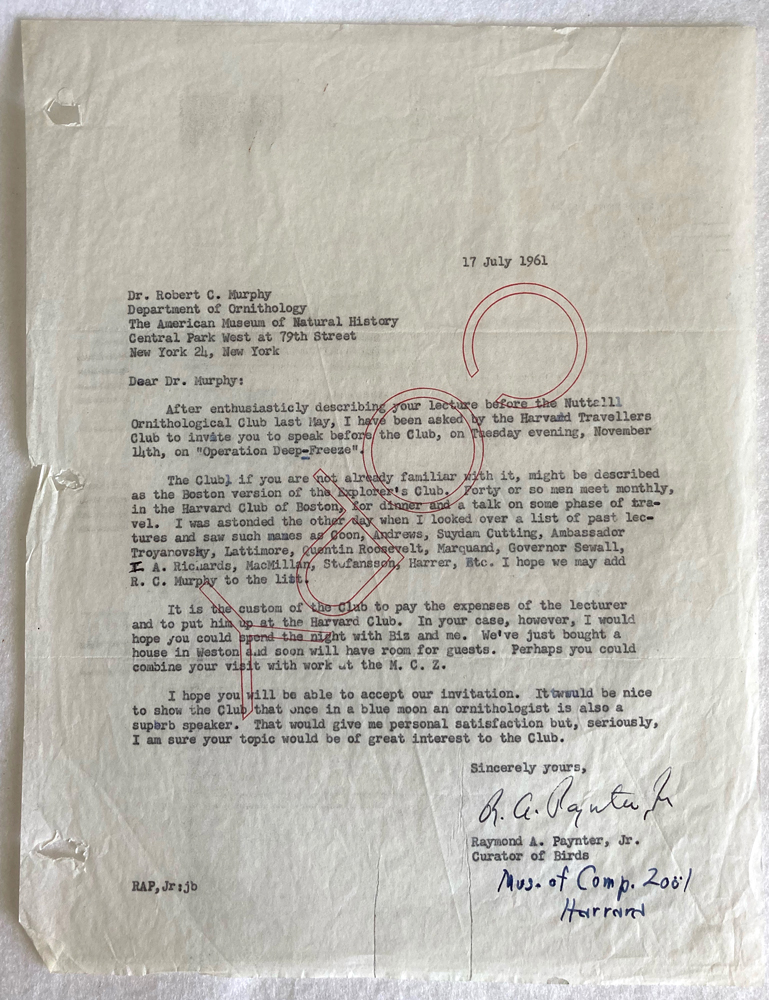 17 July 1961
Dr. Robert C. Murphy
Department of Ornithology
The American Museum of Natural History
Central Park West at 79th Street
New York 24, New York
Dear Dr. Murphy:
After enthusiasticly describing your lecture before the Nuttalll
Ornithological Club last May, I have been asked by the Harvard Travellers
Club to invite you to speak before the Club, on Tuesday evening, November
14th, on "Operation Deep-Freeze".
The Club, if you are not already familiar with it, might be described
as the Boston version of the Explorer's Club. Forty or so men meet monthly,
in the Harvard Club of Boston, for dinner and a talk on some phase of tra-
vel. I was astonded the other day when I looked over a list of past lec-
tures and saw such names as Coon, Andrews, Suydam Cutting, Ambassador
Troyanovsky, Lattimore, Quentin Roosevelt, Marquand, Governor Sewall,
I. A. Richards, MacMillan, Stefansson, Harrer, Etc. I hope we may add
R. C. Murphy to the list.
It is the custom of the Club to pay the expenses of the lecturer
and to put him up at the Harvard Club. In your case, however, I would
hope you could spend the night with Bis and me. We've just bought a
house in Weston and soon will have room for guests. Perhaps you could
combine your visit with work at the M. C. Z.
I hope you will be able to accept our invitation. It would be nice
to show the Club that once in a blue moon an ornithologist is also a
superb speaker. That would give me personal satisfaction but, seriously,
I am sure your topic would be of great interest to the Club.
Sincerely yours,
R. A. Paynter, Jr
Raymond A. Paynter, Jr.
Curator of Birds
Mus. of Comp. Zoöl
Harvard
RAP,Jr:jb